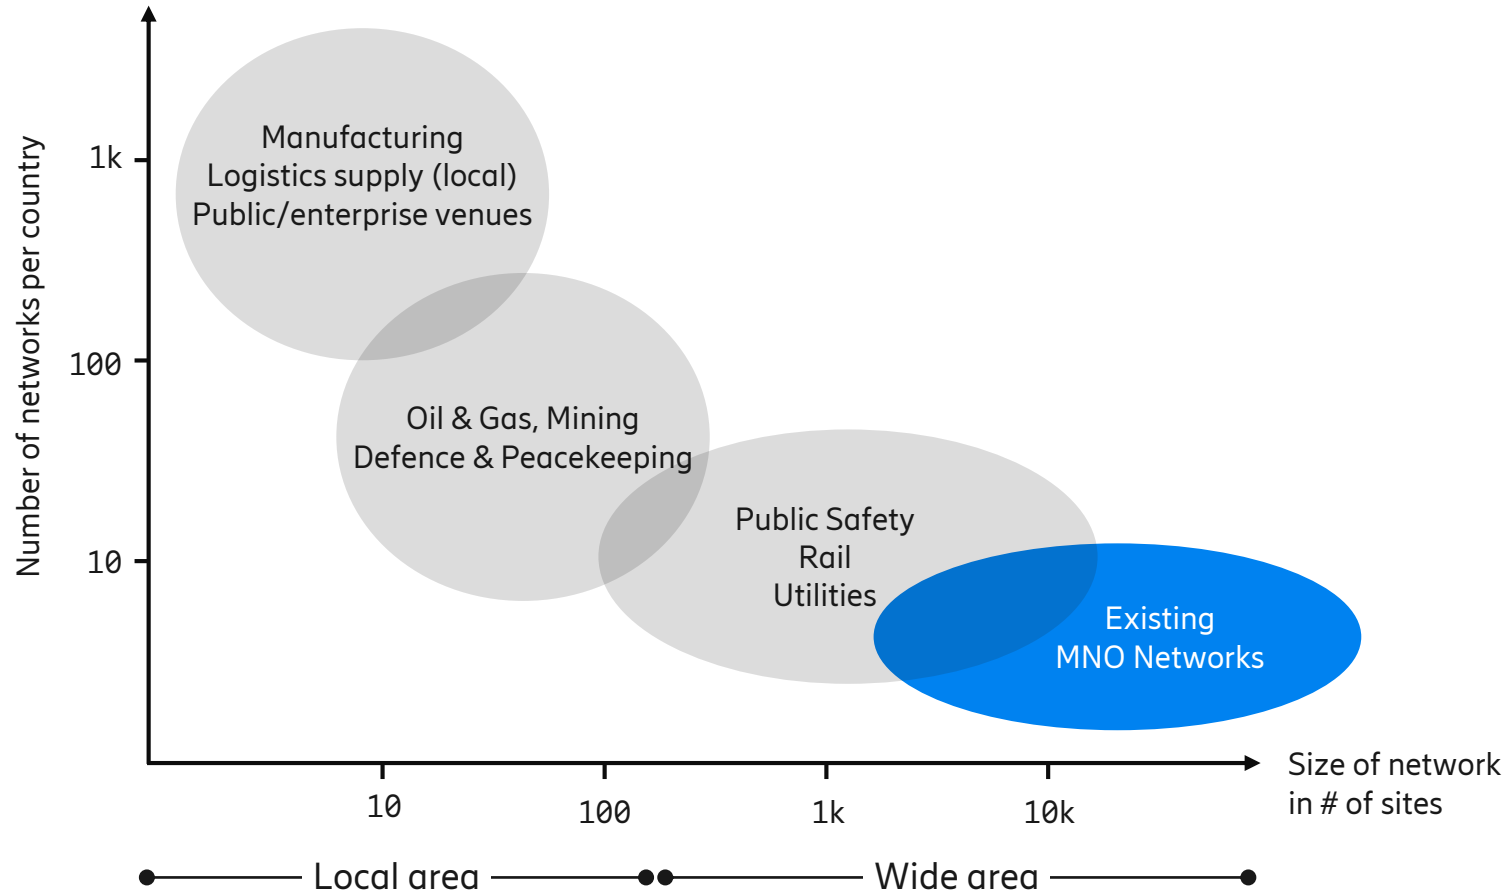 Number of networks per country
1k
100
10
Manufacturing
Logistics supply (local)
Public/enterprise venues
Oil & Gas, Mining
Defence & Peacekeeping
Public Safety
Rail
Utilities
Existing
MNO Networks
10
100
1k
10k
Size of network
in # of sites
Local area
Wide area